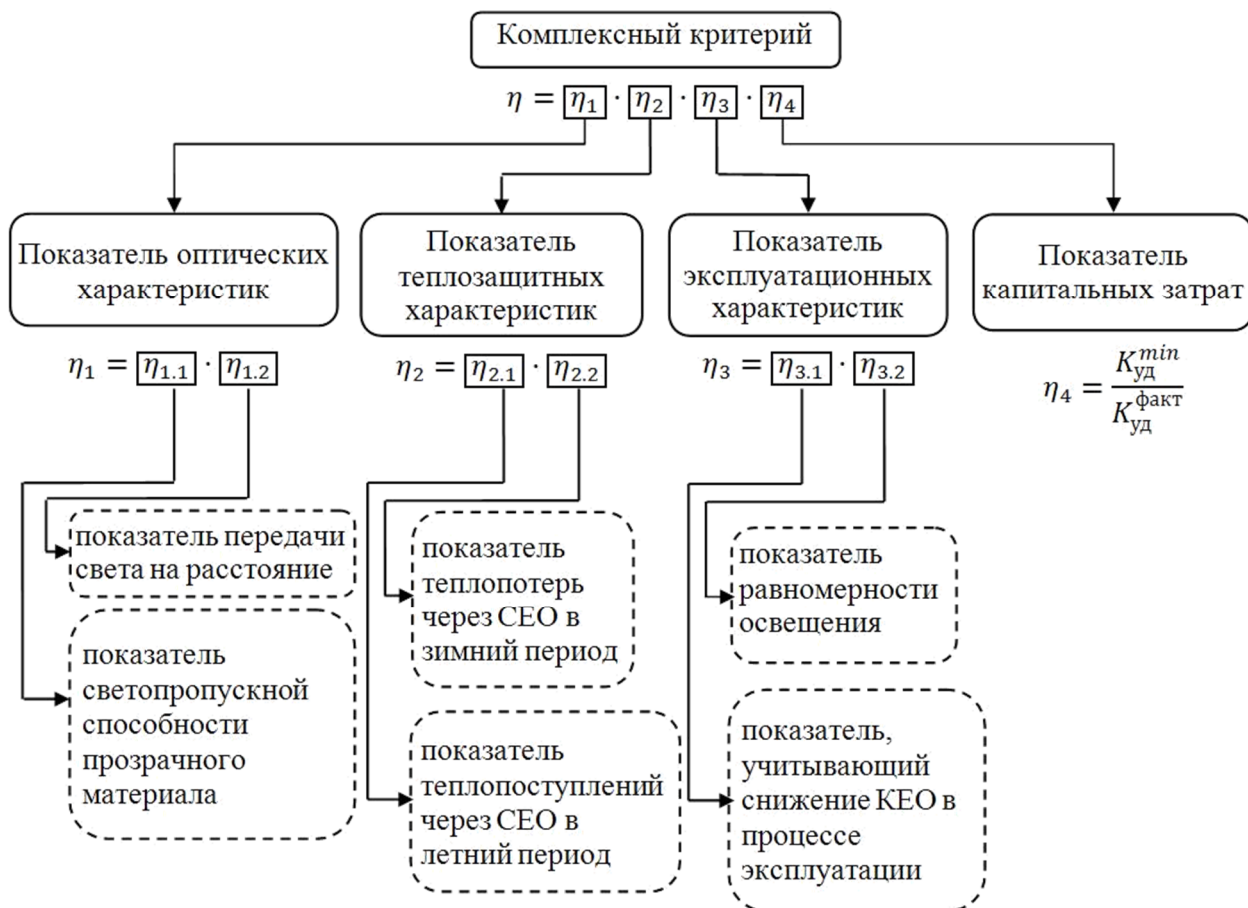 Комплексный критерий
η = η1 · η2 · η3 · η4
Показатель оптических
характеристик
η1 = η1.1 · η1.2
показатель передачи
света на расстояние
показатель
светопропускной
способности
прозрачного
материала
Показатель
теплозащитных
характеристик
η2 = η2.1 · η2.2
показатель
теплопотерь
через СЕО в
зимний период
показатель
теплопоступлений
через СЕО в
летний период
Показатель
эксплуатационных
характеристик
η3 = η3.1 · η3.2
показатель
равномерности
освещения
показатель,
учитывающий
снижение КЕО в
процессе
эксплуатации
Показатель
капитальных затрат
η4 = Kуд^min / Kуд^факт